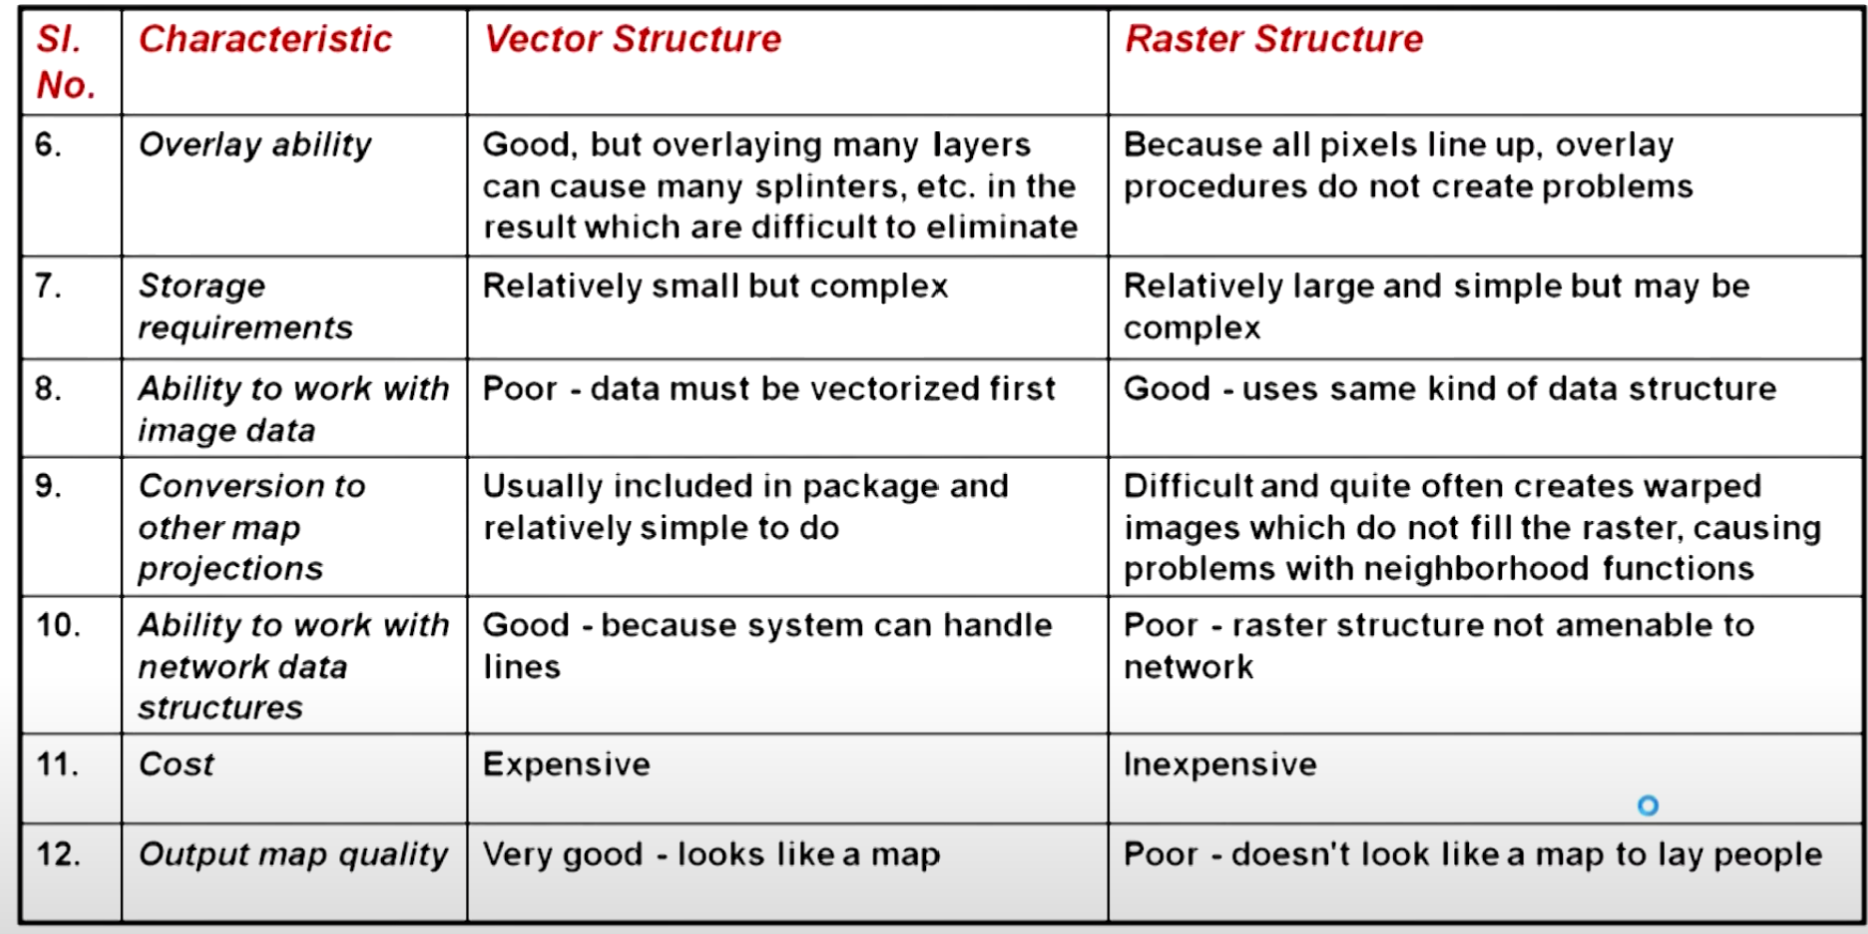 Sl. No. Characteristic Vector Structure Raster Structure
6. Overlay ability Good, but overlaying many layers can cause many splinters, etc. in the result which are difficult to eliminate Because all pixels line up, overlay procedures do not create problems
7. Storage requirements Relatively small but complex Relatively large and simple but may be complex
8. Ability to work with image data Poor - data must be vectorized first Good - uses same kind of data structure
9. Conversion to other map projections Usually included in package and relatively simple to do Difficult and quite often creates warped images which do not fill the raster, causing problems with neighborhood functions
10. Ability to work with network data structures Good - because system can handle lines Poor - raster structure not amenable to network
11. Cost Expensive Inexpensive
12. Output map quality Very good - looks like a map Poor - doesn't look like a map to lay people